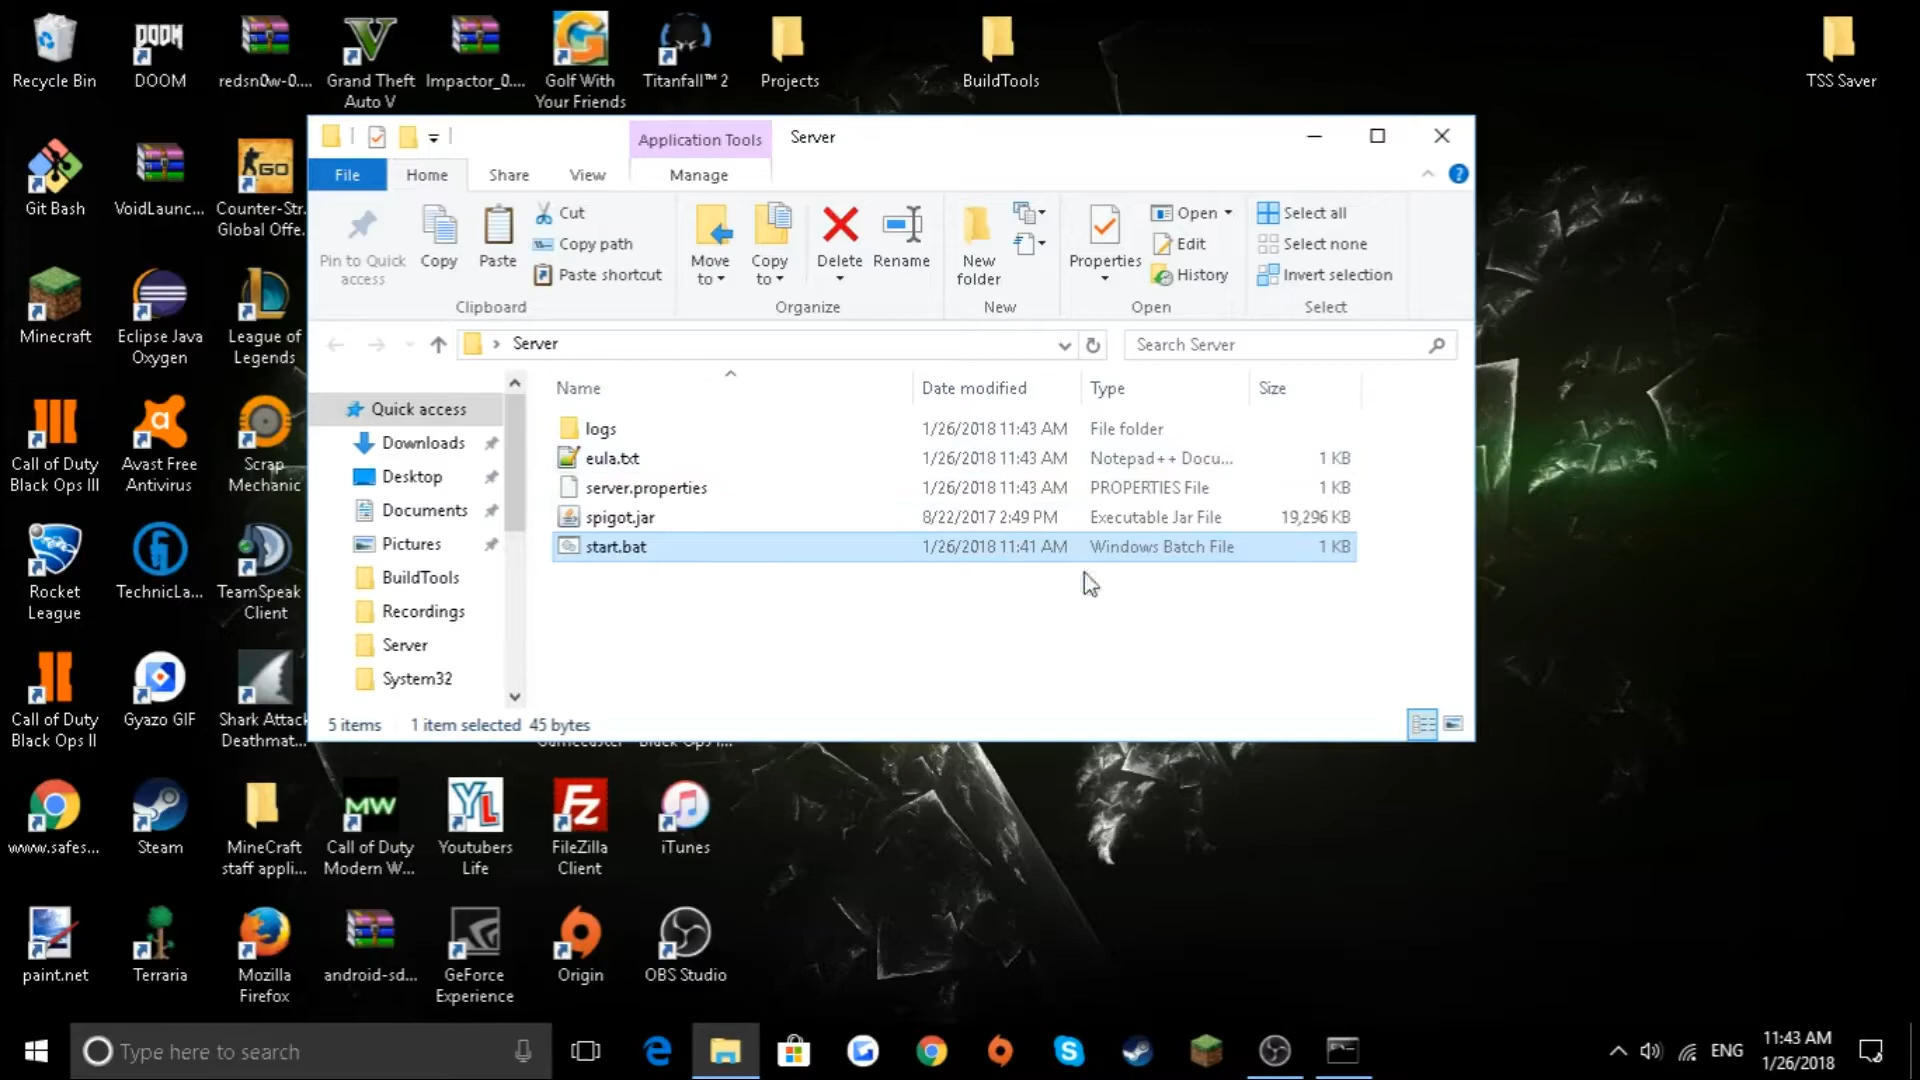 Recycle Bin
DOOM
redsn0w-0....
Grand Theft
Auto V
Impactor_0....
Golf With
Your Friends
Titanfall™ 2
Projects
BuildTools
TSS Saver
Git Bash
VoidLaunc...
Counter-Str.
Global Offe.
Minecraft
Eclipse Java
Oxygen
League of
Legends
Call of Duty
Black Ops III
Avast Free
Antivirus
Scrap
Mechanic
Rocket
League
TechnicLa...
TeamSpeak
Client
Call of Duty
Black Ops II
Gyazo GIF
Shark Attack
Deathmat...
Application Tools
Server
File
Home
Share
View
Manage
Pin to Quick
access
Copy
Paste
Cut
Copy path
Paste shortcut
Clipboard
Move
to
Copy
to
Delete
Rename
Organize
New
folder
New
Properties
Open
Edit
History
Open
Select all
Select none
Invert selection
Select
Server
Search Server
Quick access
Downloads
Desktop
Documents
Pictures
BuildTools
Recordings
Server
System32
Name Date modified Type Size
logs 1/26/2018 11:43 AM File folder
eula.txt 1/26/2018 11:43 AM Notepad++ Docu... 1 KB
server.properties 1/26/2018 11:43 AM PROPERTIES File 1 KB
spigot.jar 8/22/2017 2:49 PM Executable Jar File 19,296 KB
start.bat 1/26/2018 11:41 AM Windows Batch File 1 KB
5 items 1 item selected 45 bytes
www.safes...
Steam
MineCraft
staff appli...
MW
Call of Duty
Modern W...
YL
Youtubers
Life
Fz
FileZilla
Client
iTunes
paint.net
Terraria
Mozilla
Firefox
android-sd...
GeForce
Experience
Origin
OBS Studio
Type here to search
ENG
11:43 AM
1/26/2018